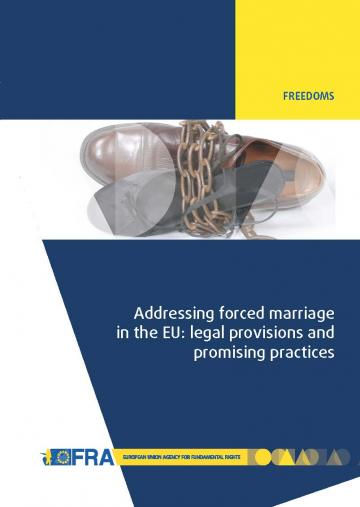 FREEDOMS
Addressing forced marriage
in the EU: legal provisions and
promising practices
FRA
EUROPEAN UNION AGENCY FOR FUNDAMENTAL RIGHTS